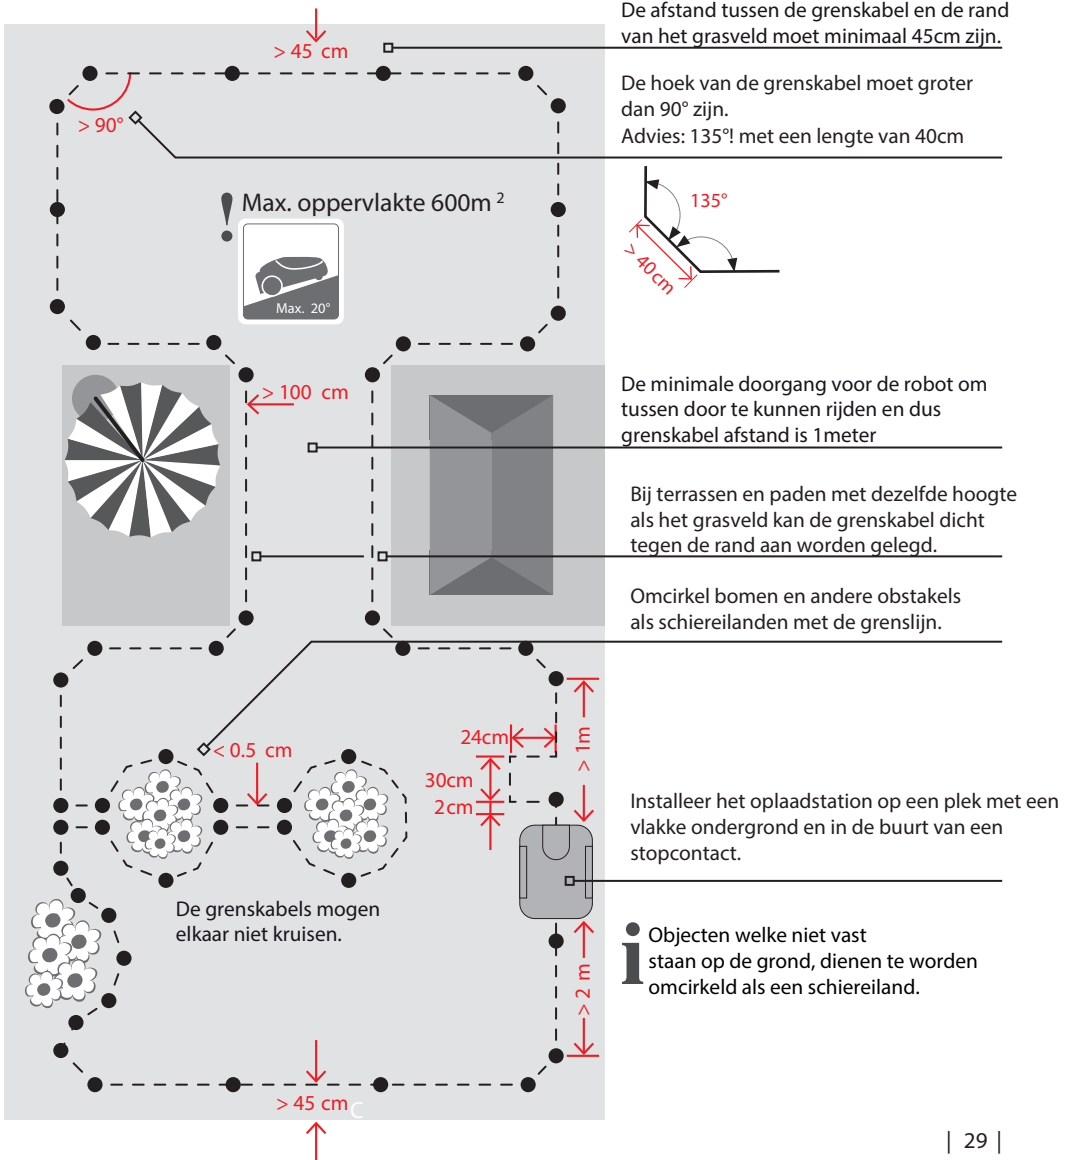 De afstand tussen de grenskabel en de rand
van het grasveld moet minimaal 45cm zijn.
> 45 cm
De hoek van de grenskabel moet groter
dan 90° zijn.
Advies: 135°! met een lengte van 40cm
> 90°
! Max. oppervlakte 600m 2
Max. 20°
135°
> 40cm
> 100 cm
De minimale doorgang voor de robot om
tussen door te kunnen rijden en dus
grenskabel afstand is 1meter
Bij terrassen en paden met dezelfde hoogte
als het grasveld kan de grenskabel dicht
tegen de rand aan worden gelegd.
Omcirkel bomen en andere obstakels
als schiereilanden met de grenslijn.
< 0.5 cm
24cm
30cm
2cm
> 1m
Installeer het oplaadstation op een plek met een
vlakke ondergrond en in de buurt van een
stopcontact.
De grenskabels mogen
elkaar niet kruisen.
> 2 m
i Objecten welke niet vast
staan op de grond, dienen te worden
omcirkeld als een schiereiland.
> 45 cm
C
| 29 |